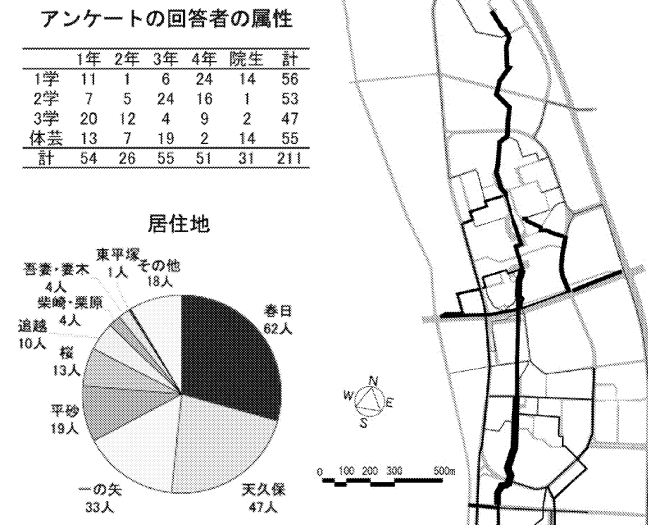 アンケートの回答者の属性
1年 2年 3年 4年 院生 計
1学 11 1 6 24 14 56
2学 7 5 24 16 1 53
3学 20 12 4 9 2 47
体芸 13 7 19 2 14 55
計 54 26 55 51 31 211
居住地
東平塚
1人
その他
18人
吾妻・妻木
4人
柴崎・栗原
4人
追越
10人
桜
13人
平砂
19人
一の矢
33人
天久保
47人
春日
62人
N
W E
S
0 100 200 300 500m